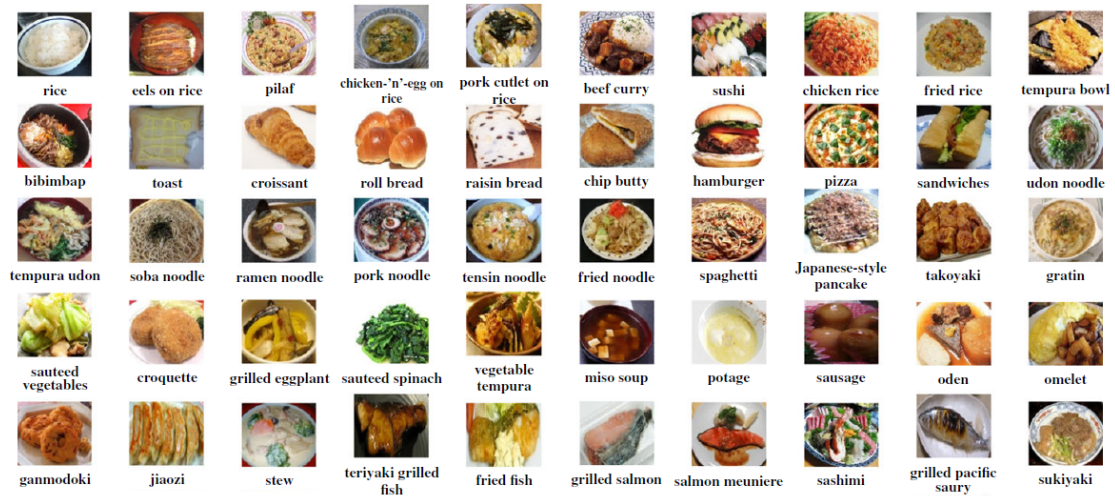 rice
eels on rice
pilaf
chicken-'n'-egg on
rice
pork cutlet on
rice
beef curry
sushi
chicken rice
fried rice
tempura bowl
bibimbap
toast
croissant
roll bread
raisin bread
chip butty
hamburger
pizza
sandwiches
udon noodle
tempura udon
soba noodle
ramen noodle
pork noodle
tensin noodle
fried noodle
spaghetti
Japanese-style
pancake
takoyaki
gratin
sauteed
vegetables
croquette
grilled eggplant
sauteed spinach
vegetable
tempura
miso soup
potage
sausage
oden
omelet
ganmodoki
jiaozi
stew
teriyaki grilled
fish
fried fish
grilled salmon
salmon meuniere
sashimi
grilled pacific
saury
sukiyaki